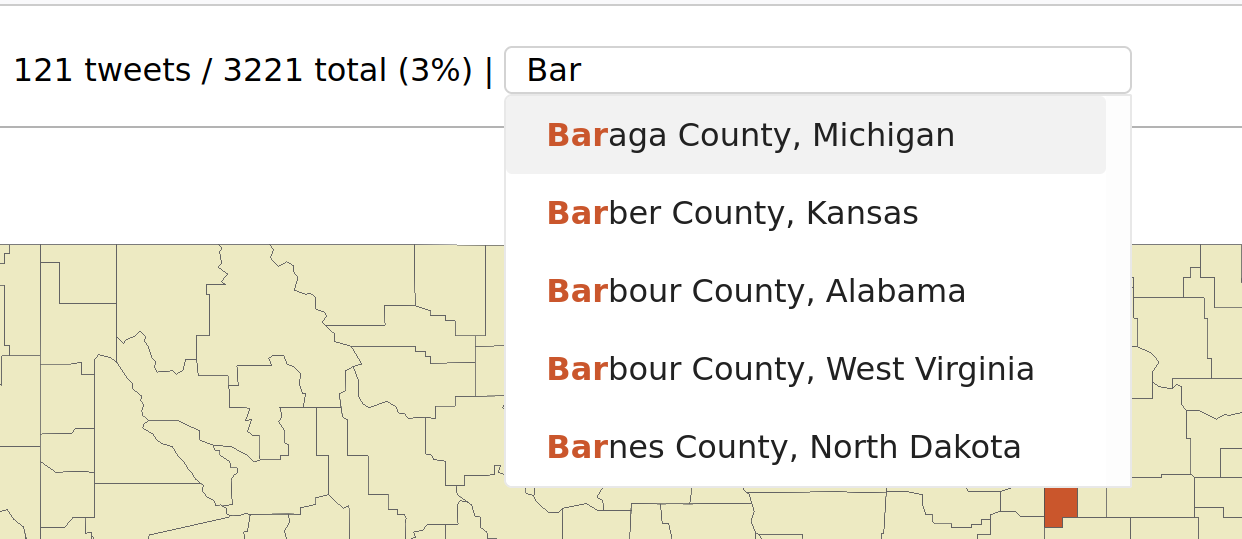 121 tweets / 3221 total (3%) | Bar
Baraga County, Michigan
Barber County, Kansas
Barbour County, Alabama
Barbour County, West Virginia
Barnes County, North Dakota